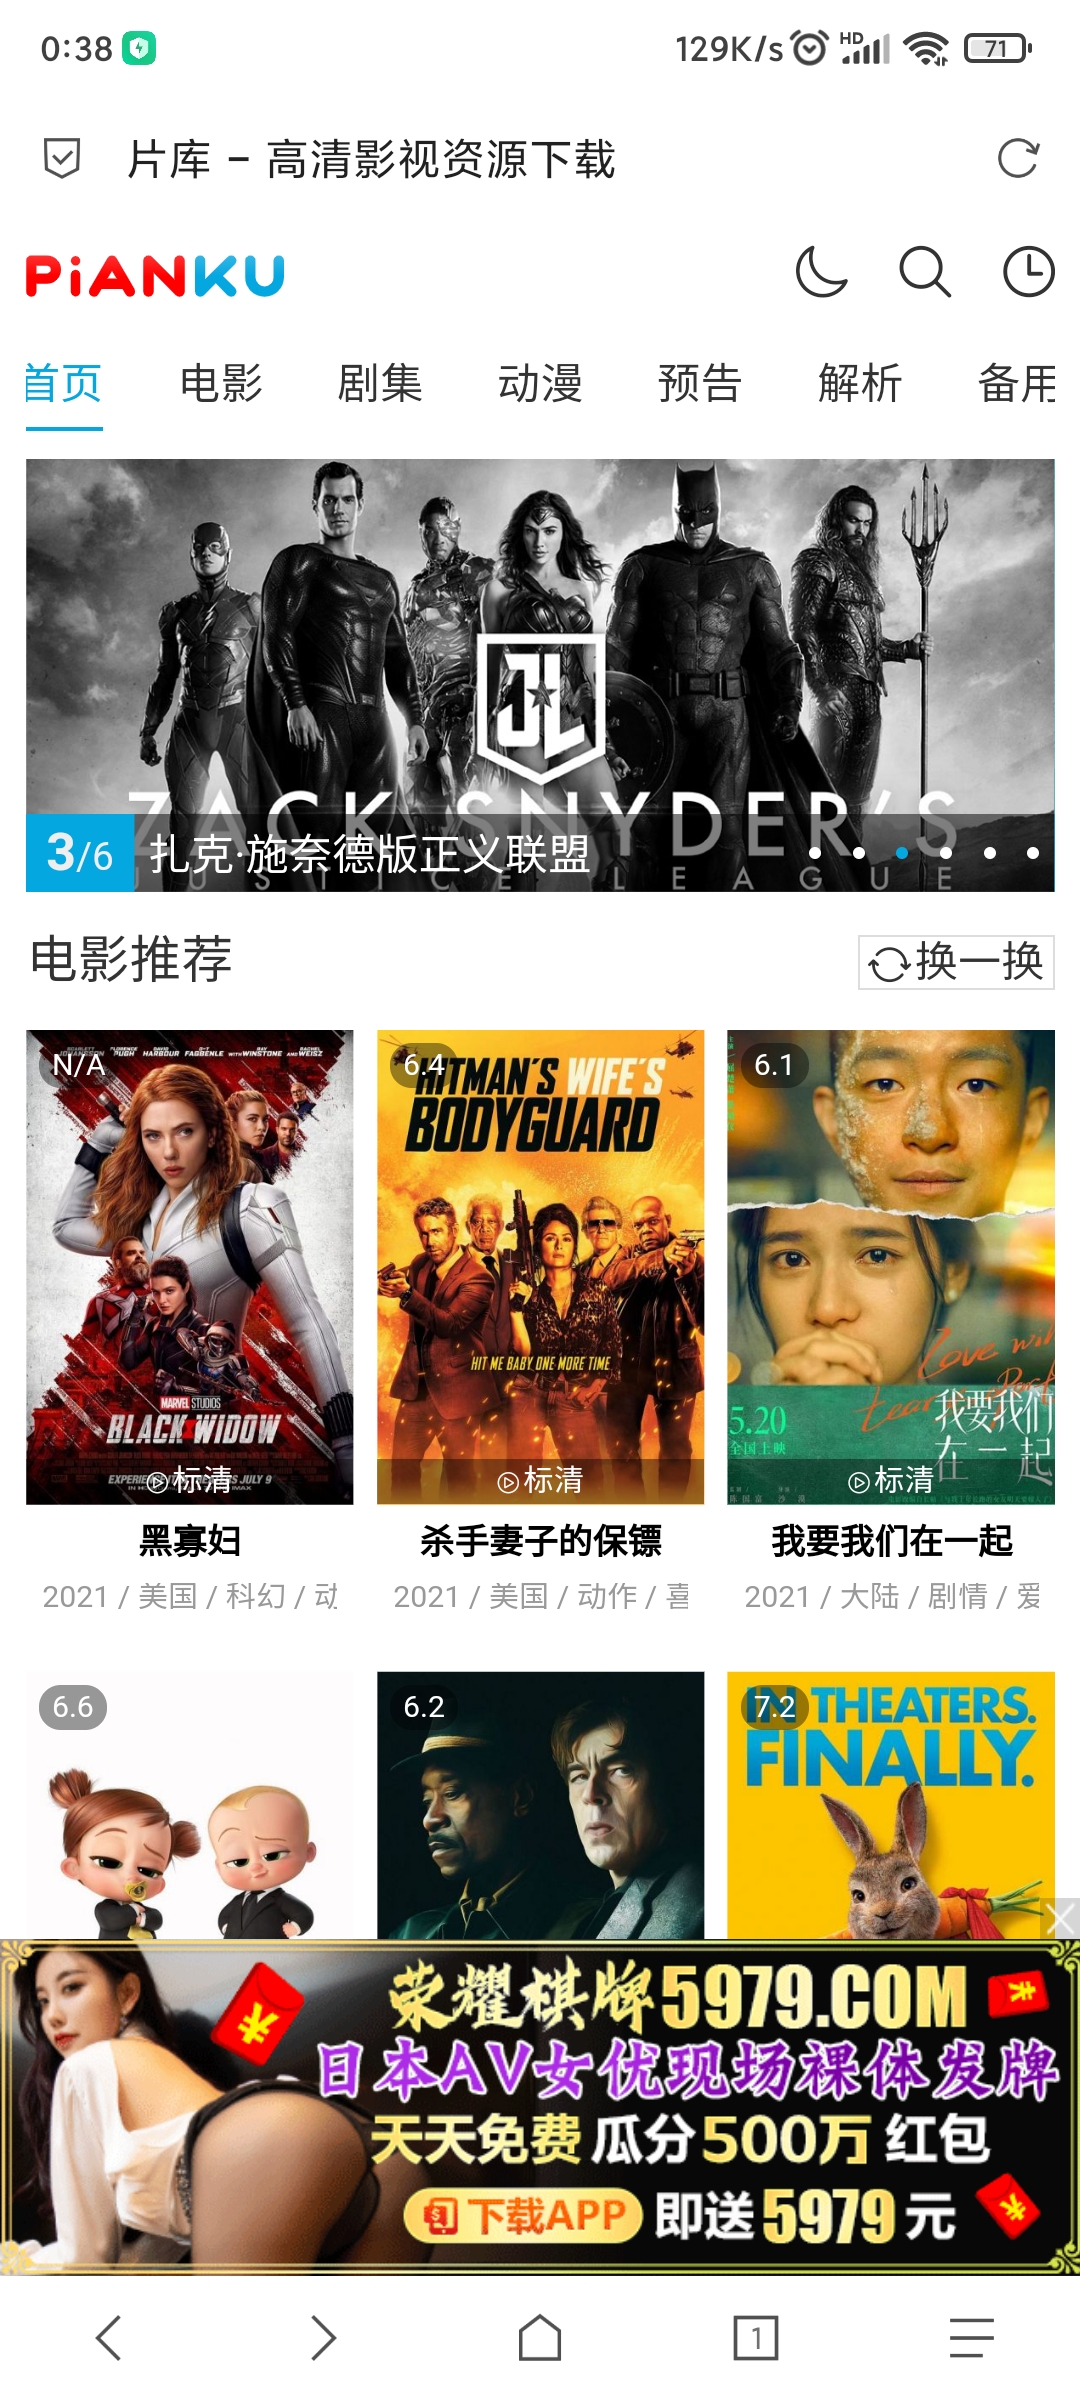 0:38
129K/s
HD
71
片库 – 高清影视资源下载
PiANKU
首页
电影
剧集
动漫
预告
解析
备用
JL
ZACK SNYDER'S
JUSTICE LEAGUE
3/6
扎克·施奈德版正义联盟
电影推荐
换一换
N/A
MARVEL STUDIOS
BLACK WIDOW
标清
黑寡妇
2021 / 美国 / 科幻 / 动
6.4
HITMAN'S WIFE'S
BODYGUARD
HIT ME BABY ONE MORE TIME
标清
杀手妻子的保镖
2021 / 美国 / 动作 / 喜
6.1
Love will
tear
我要我们
在一起
5.20
全国上映
标清
我要我们在一起
2021 / 大陆 / 剧情 / 爱
6.6
6.2
7.2
IN THEATERS.
FINALLY.
荣耀棋牌5979.COM
日本AV女优现场裸体发牌
天天免费 瓜分500万 红包
下载APP 即送5979元
1